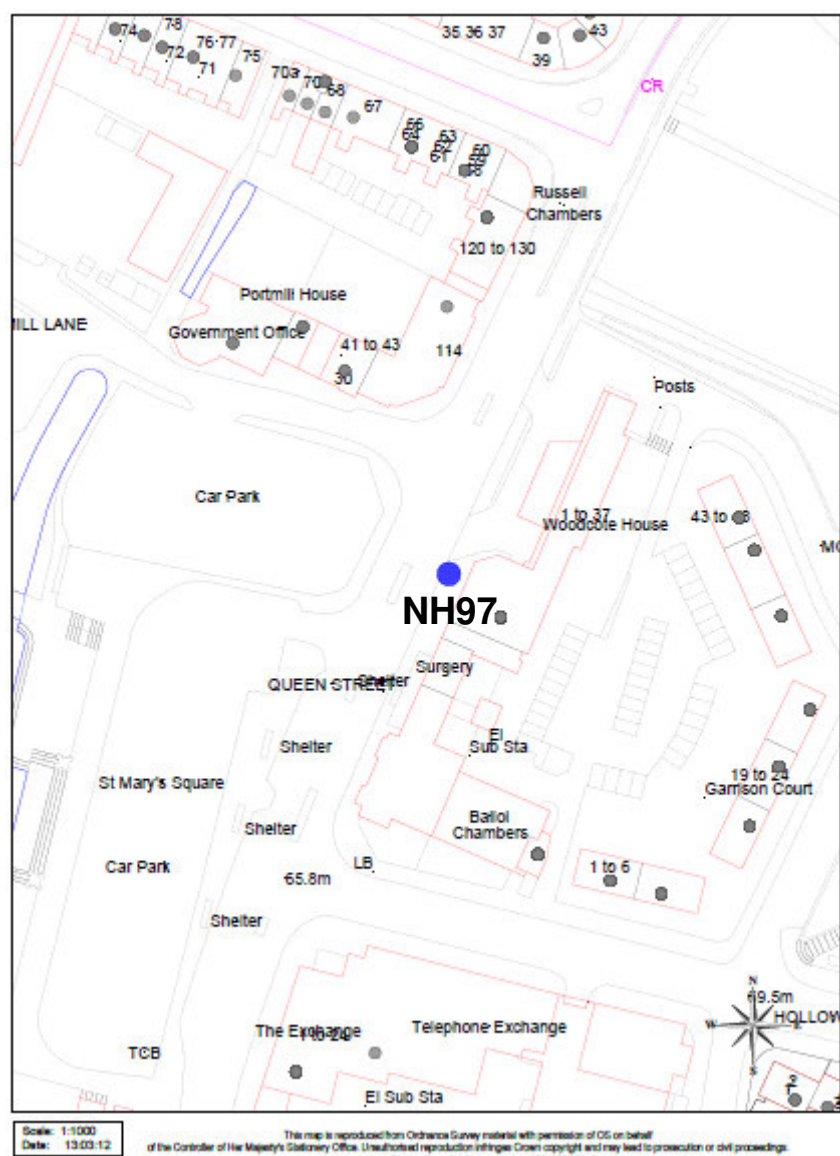 74
78
72
76-77
71
75
35 36 37
39
43
CR
70a
70
68
67
66
64
63
62
61
60
59
58
Russell
Chambers
120 to 130
Portmill House
MILL LANE
Government Office
41 to 43
30
114
Posts
Car Park
1 to 37
Woodcote House
43 to
NH97
Surgery
QUEEN STREET
Shelter
El
Sub Sta
Shelter
St Mary's Square
19 to 24
Garrison Court
Shelter
Balliol
Chambers
Car Park
LB
65.8m
1 to 6
Shelter
N
W
E
S
69.5m
HOLLOW
The Exchange
1 to 24
Telephone Exchange
TCB
El Sub Sta
2
1
Scale: 1:1000
Date: 13:03:12
This map is reproduced from Ordnance Survey material with permission of OS on behalf
of the Controller of Her Majesty's Stationery Office. Unauthorised reproduction infringes Crown copyright and may lead to prosecution or civil proceedings.